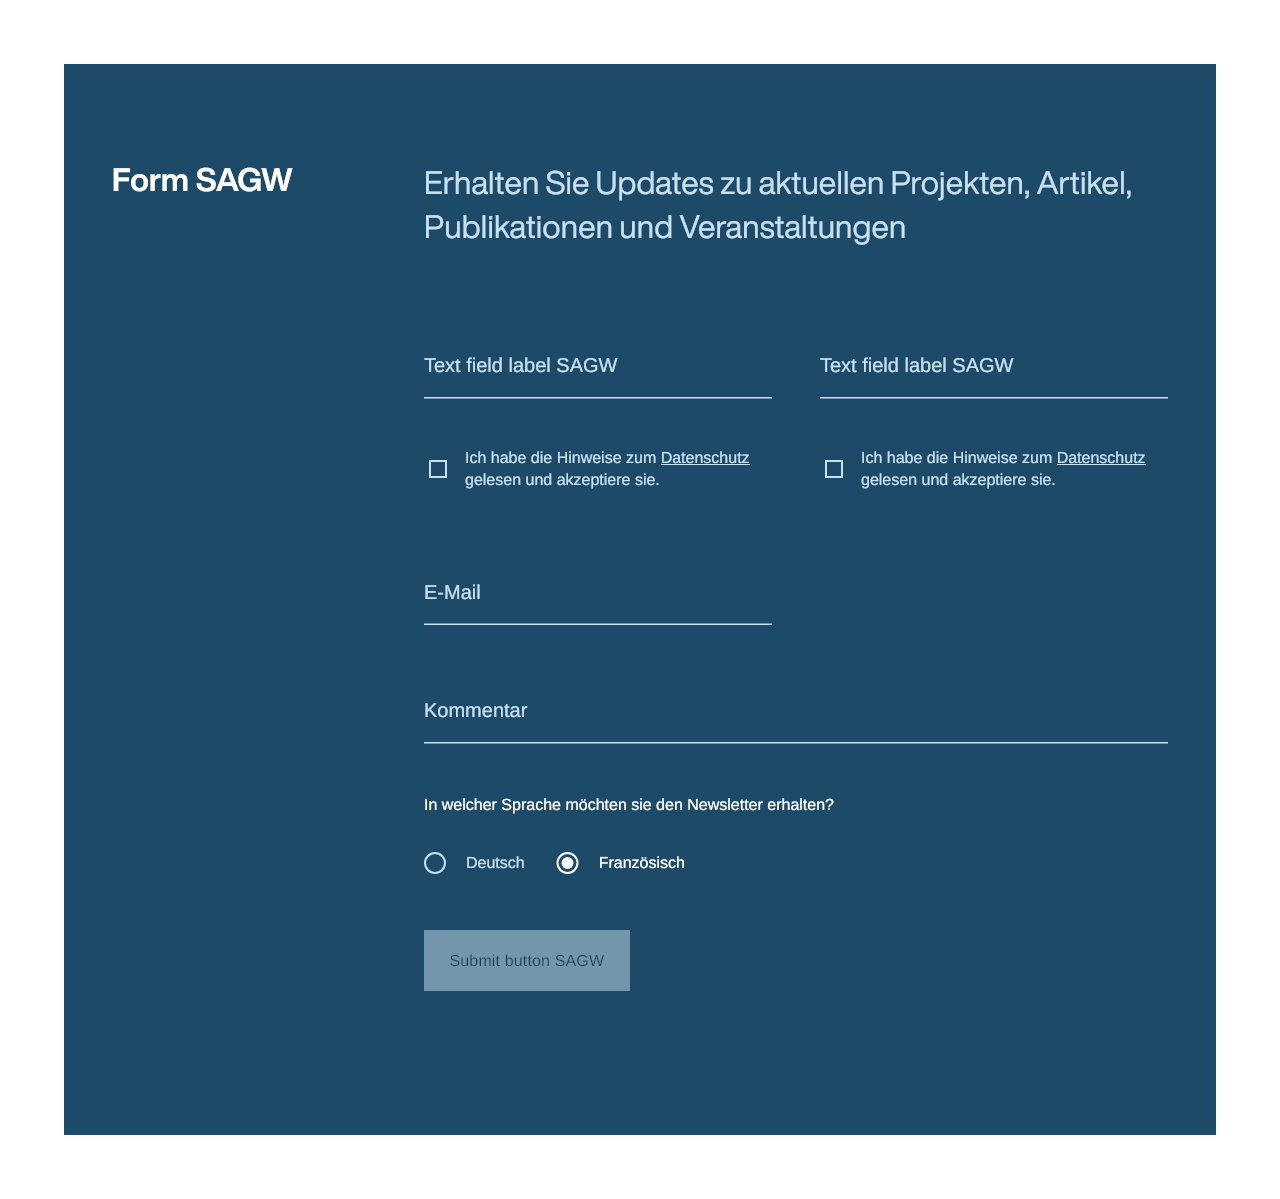 Form SAGW
Erhalten Sie Updates zu aktuellen Projekten, Artikel,
Publikationen und Veranstaltungen
Text field label SAGW
Text field label SAGW
Ich habe die Hinweise zum Datenschutz
gelesen und akzeptiere sie.
Ich habe die Hinweise zum Datenschutz
gelesen und akzeptiere sie.
E-Mail
Kommentar
In welcher Sprache möchten sie den Newsletter erhalten?
Deutsch
Französisch
Submit button SAGW